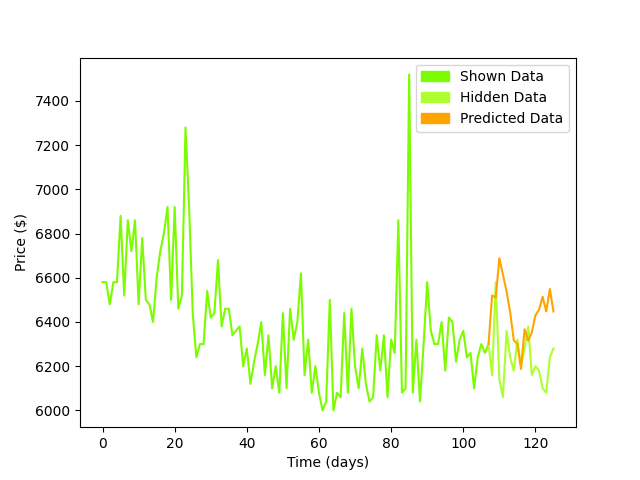 Shown Data
Hidden Data
Predicted Data
Price ($)
7400
7200
7000
6800
6600
6400
6200
6000
0 20 40 60 80 100 120
Time (days)